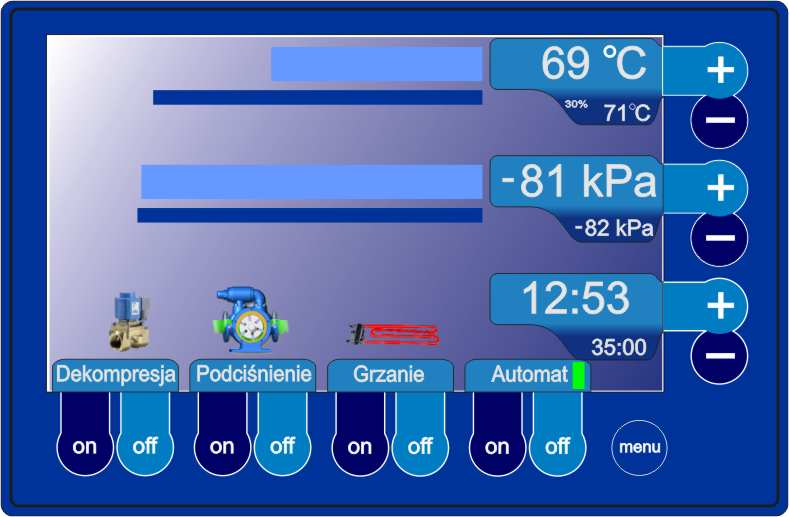 69 °C
+
30% 71°C
−
-81 kPa
+
-82 kPa
−
12:53
+
35:00
−
Dekompresja Podciśnienie Grzanie Automat
on off on off on off on off menu